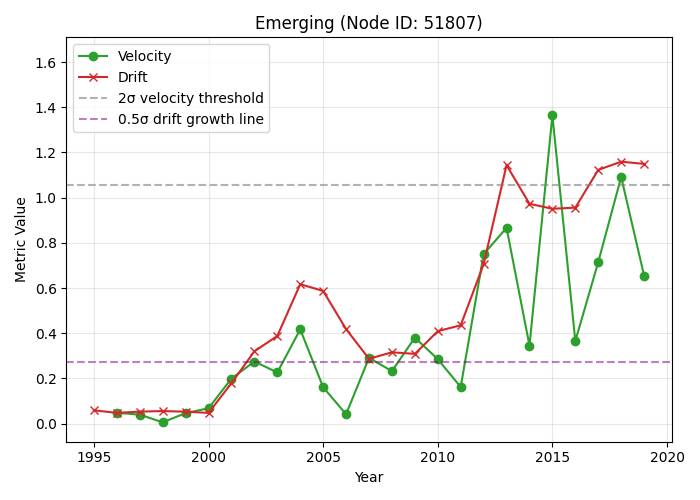 Emerging (Node ID: 51807)
Velocity
Drift
2σ velocity threshold
0.5σ drift growth line
Metric Value
1.6
1.4
1.2
1.0
0.8
0.6
0.4
0.2
0.0
1995 2000 2005 2010 2015 2020
Year